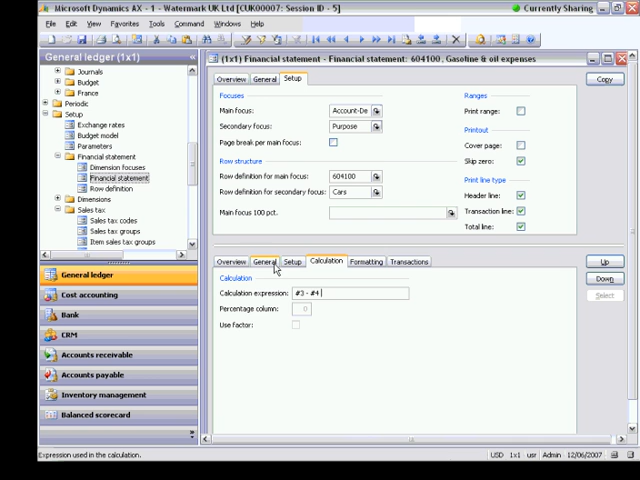 Microsoft Dynamics AX - 1 - Watermark UK Ltd [CUK00007: Session ID - 5]
Currently Sharing
File Edit View Favorites Tools Command Windows Help
General ledger (1x1)
Journals
Budget
France
Periodic
Setup
Exchange rates
Budget model
Parameters
Financial statement
Dimension focuses
Financial statement
Row definition
Dimensions
Sales tax
Sales tax codes
Sales tax groups
Item sales tax groups
General ledger
Cost accounting
Bank
CRM
Accounts receivable
Accounts payable
Inventory management
Balanced scorecard
(1x1) Financial statement - Financial statement: 604100, Gasoline & oil expenses
Overview General Setup
Copy
Focuses
Main focus: Account-De
Secondary focus: Purpose
Page break per main focus:
Row structure
Row definition for main focus: 604100
Row definition for secondary focus: Cars
Main focus 100 pct.
Ranges
Print range:
Printout
Cover page:
Skip zero:
Print line type
Header line:
Transaction line:
Total line:
Overview General Setup Calculation Formatting Transactions
Calculation
Calculation expression: #3 - #4
Percentage column: 0
Use factor:
Up
Down
Select
Expression used in the calculation.
USD 1x1 usr Admin 12/06/2007